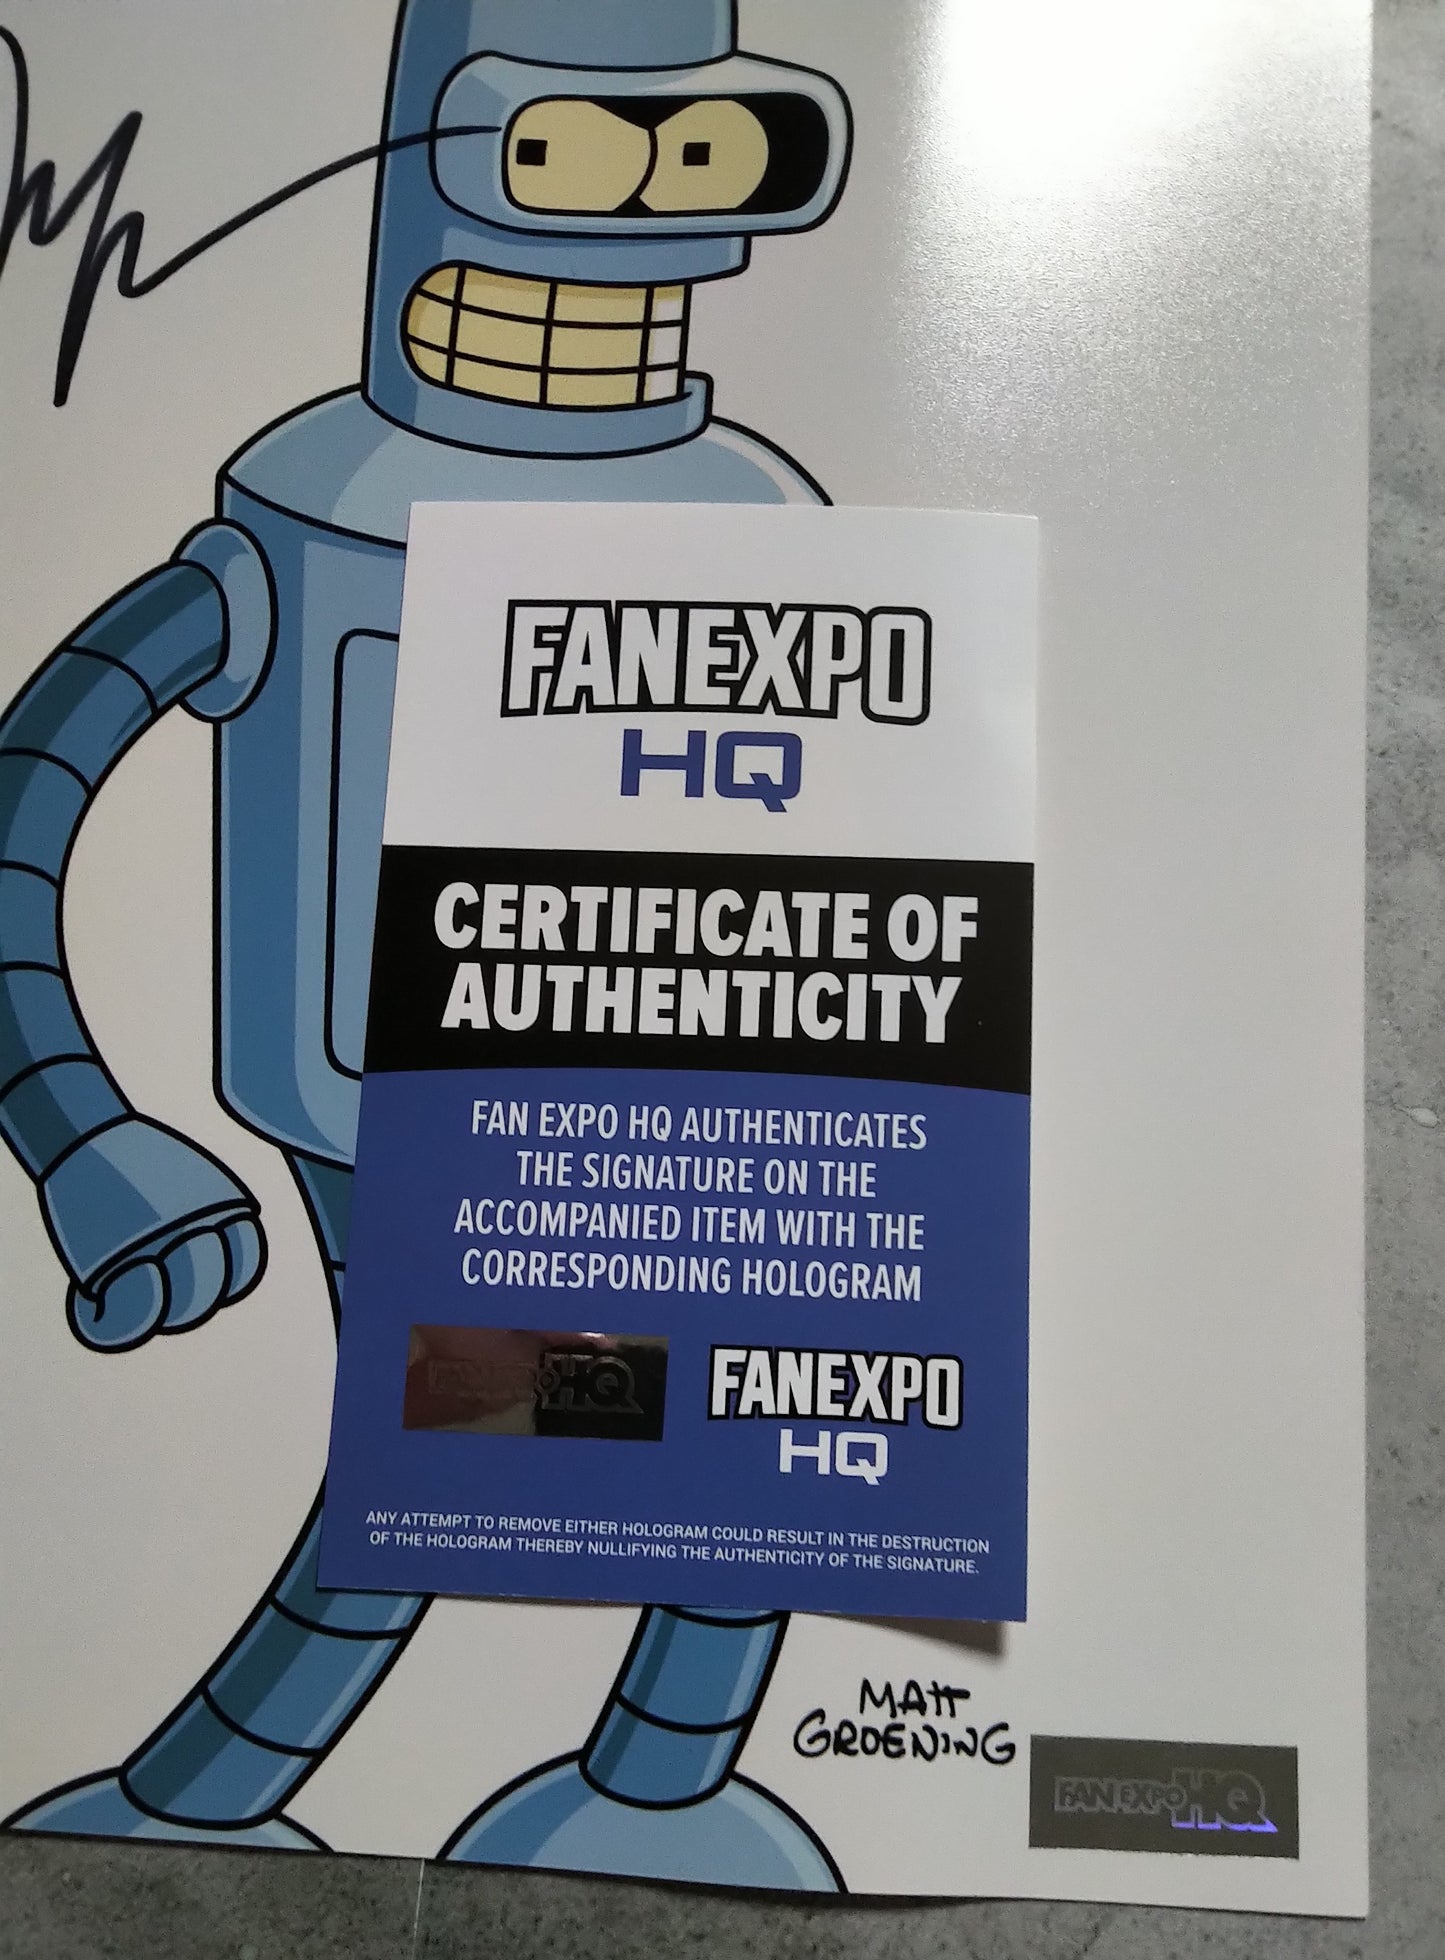 FANEXPO
HQ
CERTIFICATE OF
AUTHENTICITY
FAN EXPO HQ AUTHENTICATES
THE SIGNATURE ON THE
ACCOMPANIED ITEM WITH THE
CORRESPONDING HOLOGRAM
FANEXPOHQ
FANEXPO
HQ
ANY ATTEMPT TO REMOVE EITHER HOLOGRAM COULD RESULT IN THE DESTRUCTION
OF THE HOLOGRAM THEREBY NULLIFYING THE AUTHENTICITY OF THE SIGNATURE.
MATT
GROENING
FANEXPOHQ